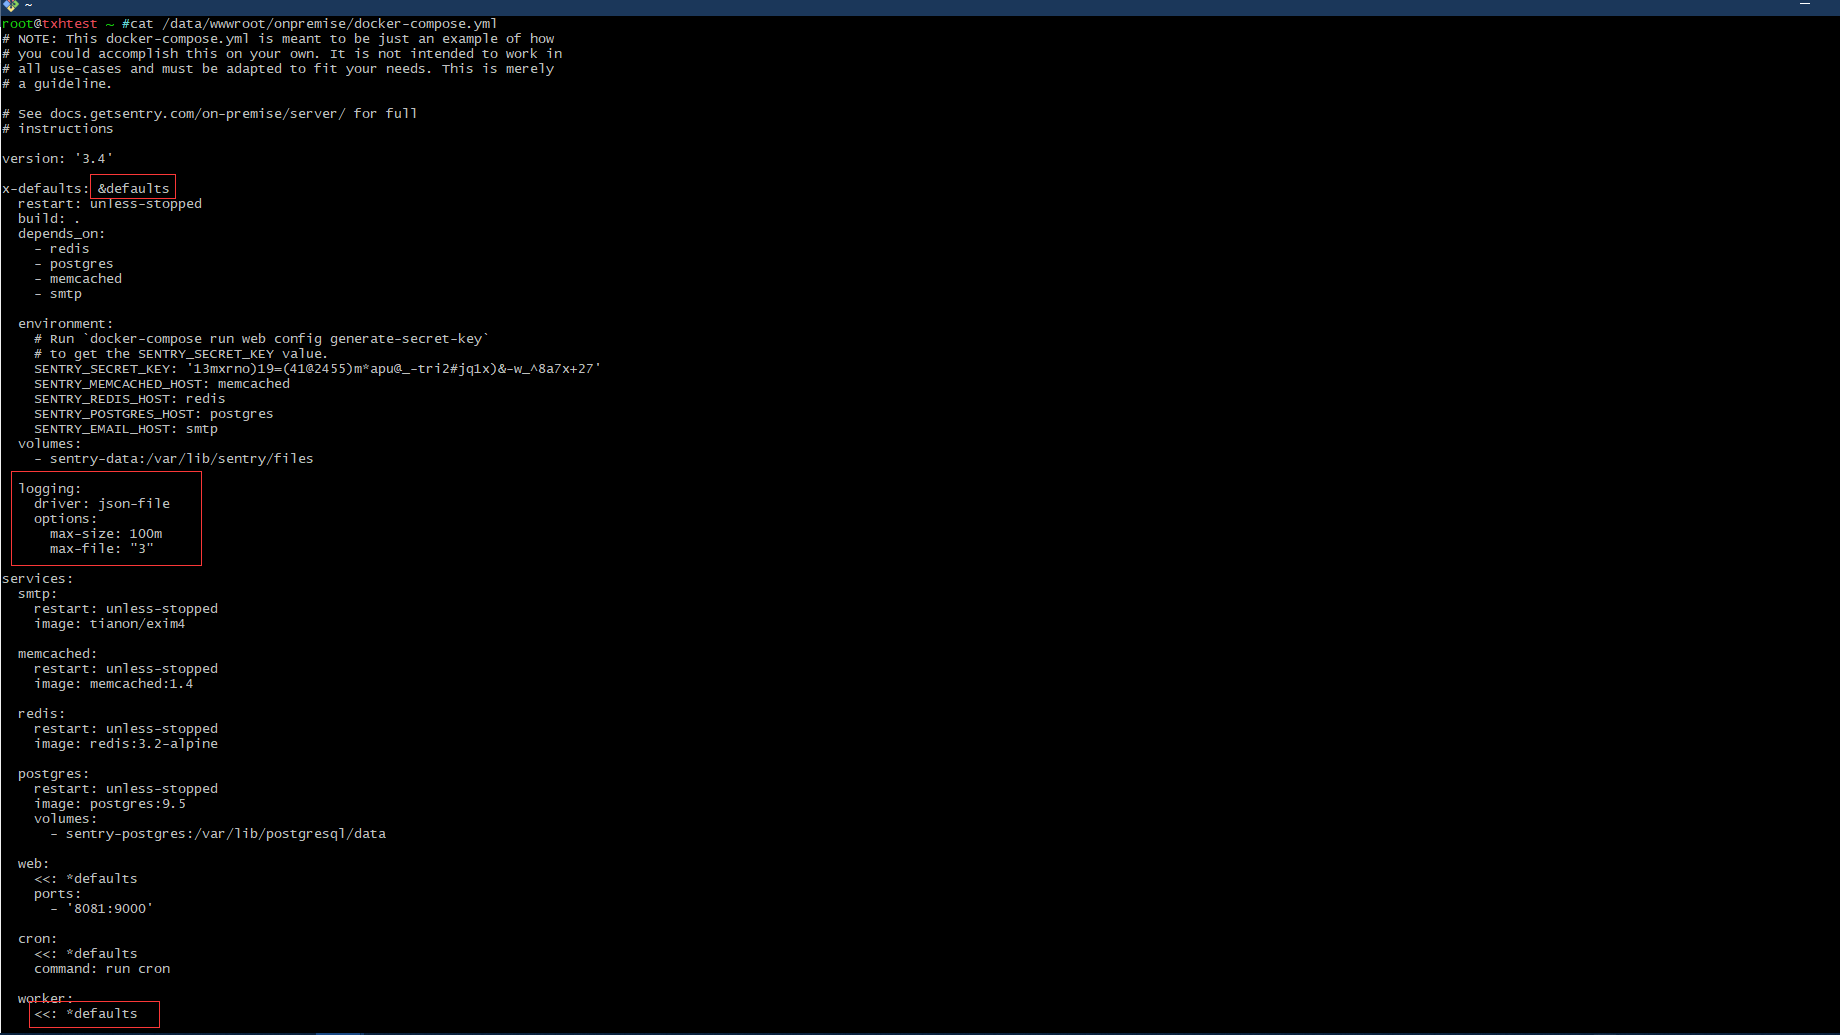 ~
root@txhtest ~ #cat /data/wwwroot/onpremise/docker-compose.yml
# NOTE: This docker-compose.yml is meant to be just an example of how
# you could accomplish this on your own. It is not intended to work in
# all use-cases and must be adapted to fit your needs. This is merely
# a guideline.

# See docs.getsentry.com/on-premise/server/ for full
# instructions

version: '3.4'

x-defaults: &defaults
  restart: unless-stopped
  build: .
  depends_on:
    - redis
    - postgres
    - memcached
    - smtp

  environment:
    # Run `docker-compose run web config generate-secret-key`
    # to get the SENTRY_SECRET_KEY value.
    SENTRY_SECRET_KEY: '13mxrno)19=(41@2455)m*apu@_-tri2#jq1x)&-w_^8a7x+27'
    SENTRY_MEMCACHED_HOST: memcached
    SENTRY_REDIS_HOST: redis
    SENTRY_POSTGRES_HOST: postgres
    SENTRY_EMAIL_HOST: smtp
  volumes:
    - sentry-data:/var/lib/sentry/files

  logging:
    driver: json-file
    options:
      max-size: 100m
      max-file: "3"

services:
  smtp:
    restart: unless-stopped
    image: tianon/exim4

  memcached:
    restart: unless-stopped
    image: memcached:1.4

  redis:
    restart: unless-stopped
    image: redis:3.2-alpine

  postgres:
    restart: unless-stopped
    image: postgres:9.5
    volumes:
      - sentry-postgres:/var/lib/postgresql/data

  web:
    <<: *defaults
    ports:
      - '8081:9000'

  cron:
    <<: *defaults
    command: run cron

  worker:
    <<: *defaults